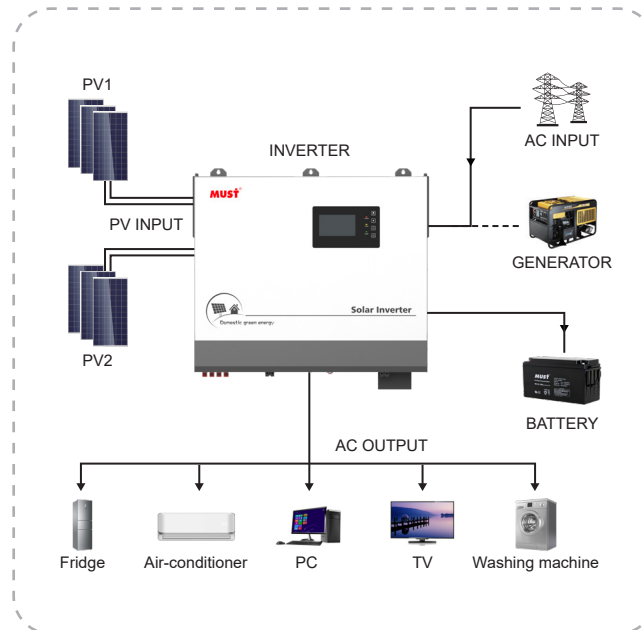 PV1
INVERTER
AC INPUT
MUST
PV INPUT
GENERATOR
Solar Inverter
Domestic green energy
PV2
MUST
BATTERY
AC OUTPUT
Fridge
Air-conditioner
PC
TV
Washing machine